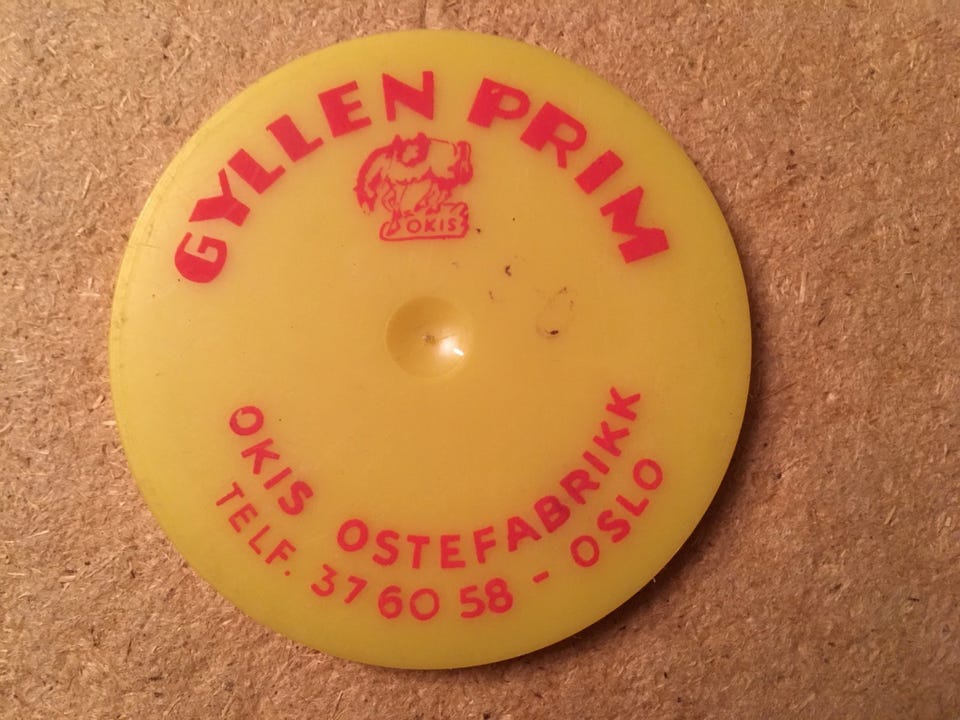 GYLLEN PRIM
OKIS
OKIS OSTEFABRIKK
TELF. 37 60 58 - OSLO